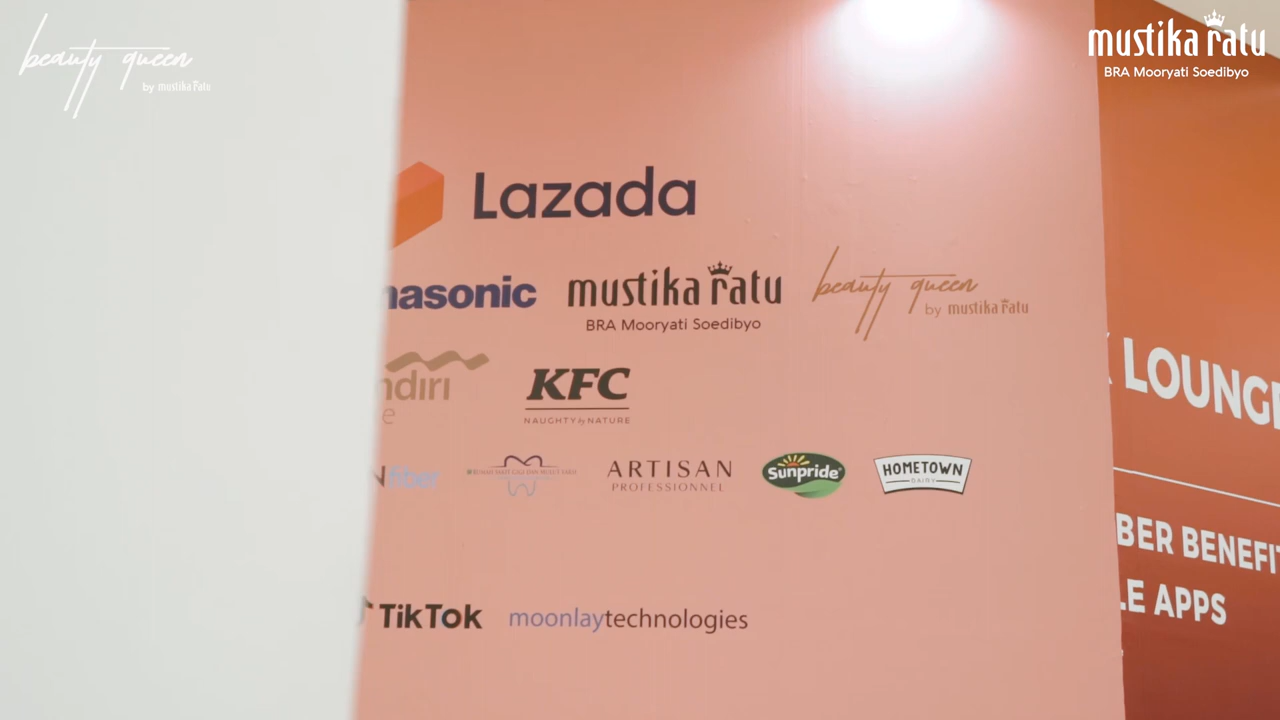 beauty queen
by mustika ratu
mustika ratu
BRA Mooryati Soedibyo
Lazada
nasonic
mustika ratu
BRA Mooryati Soedibyo
beauty queen
by mustika ratu
ndiri
e
KFC
NAUGHTY by NATURE
N fiber
ARTISAN
PROFESSIONNEL
Sunpride
HOMETOWN
DAIRY
TikTok
moonlaytechnologies
LOUNGE
BER BENEFIT
LE APPS